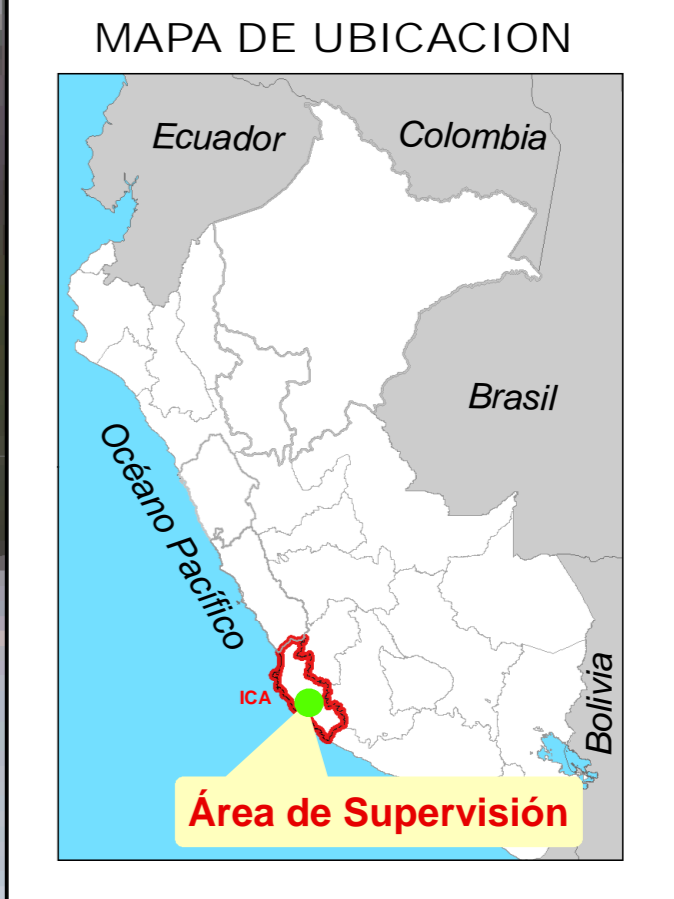 MAPA DE UBICACION
Ecuador
Colombia
Brasil
Océano Pacífico
ICA
Bolivia
Área de Supervisión